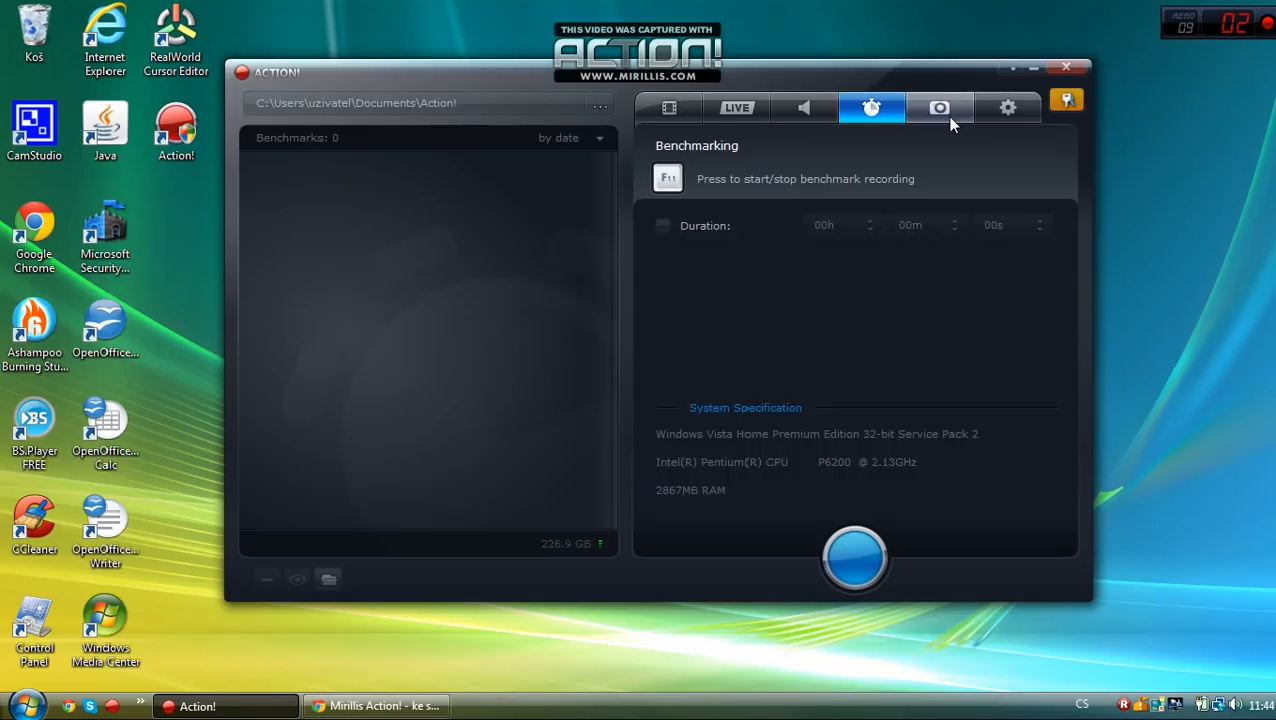 THIS VIDEO WAS CAPTURED WITH
ACTION!
WWW.MIRILLIS.COM
AERO
09
02
Koš
Internet
Explorer
RealWorld
Cursor Editor
CamStudio
Java
Action!
Google
Chrome
Microsoft
Security...
Ashampoo
Burning Stu...
OpenOffice...
BS.Player
FREE
OpenOffice...
Calc
CCleaner
OpenOffice...
Writer
Control
Panel
Windows
Media Center
ACTION!
C:\Users\uzivatel\Documents\Action!
...
LIVE
Benchmarks: 0
by date
Benchmarking
F11
Press to start/stop benchmark recording
Duration:
00h
00m
00s
System Specification
Windows Vista Home Premium Edition 32-bit Service Pack 2
Intel(R) Pentium(R) CPU P6200 @ 2.13GHz
2867MB RAM
226.9 GB
Action!
Mirillis Action! - ke s...
CS
11:44